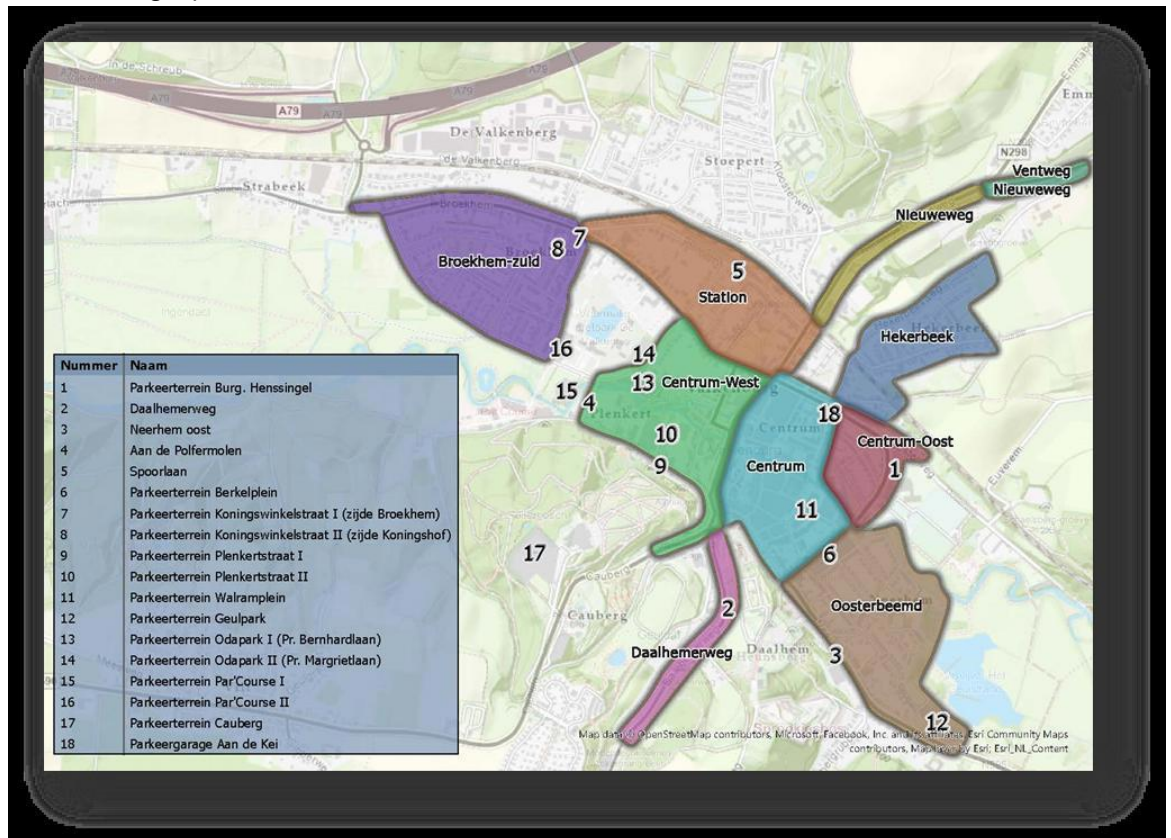 A79
A79
A79
A79
De Valkenberg
de Valkenberg
Stoepert
Strabeek
N298
Ventweg
Nieuweweg
Nieuweweg
Broekhem-zuid
8
7
5
Station
Hekerbeek
16
14
13
Centrum-West
15
4
Plenkert
10
9
18
Centrum
Centrum-Oost
Centrum
1
11
17
6
Cauberg
Cauberg
2
Oosterbeemd
Daalhemerweg
Daalhem
3
12
Nummer Naam
1 Parkeerterrein Burg. Henssingel
2 Daalhemerweg
3 Neerhem oost
4 Aan de Polfermolen
5 Spoorlaan
6 Parkeerterrein Berkelplein
7 Parkeerterrein Koningswinkelstraat I (zijde Broekhem)
8 Parkeerterrein Koningswinkelstraat II (zijde Koningshof)
9 Parkeerterrein Plenkertstraat I
10 Parkeerterrein Plenkertstraat II
11 Parkeerterrein Walramplein
12 Parkeerterrein Geulpark
13 Parkeerterrein Odapark I (Pr. Bernhardlaan)
14 Parkeerterrein Odapark II (Pr. Margrietlaan)
15 Parkeerterrein Par'Course I
16 Parkeerterrein Par'Course II
17 Parkeerterrein Cauberg
18 Parkeergarage Aan de Kei
Map data © OpenStreetMap contributors, Microsoft, Facebook, Inc. and its affiliates, Esri Community Maps
contributors, Map layer by Esri; Esri_NL_Content